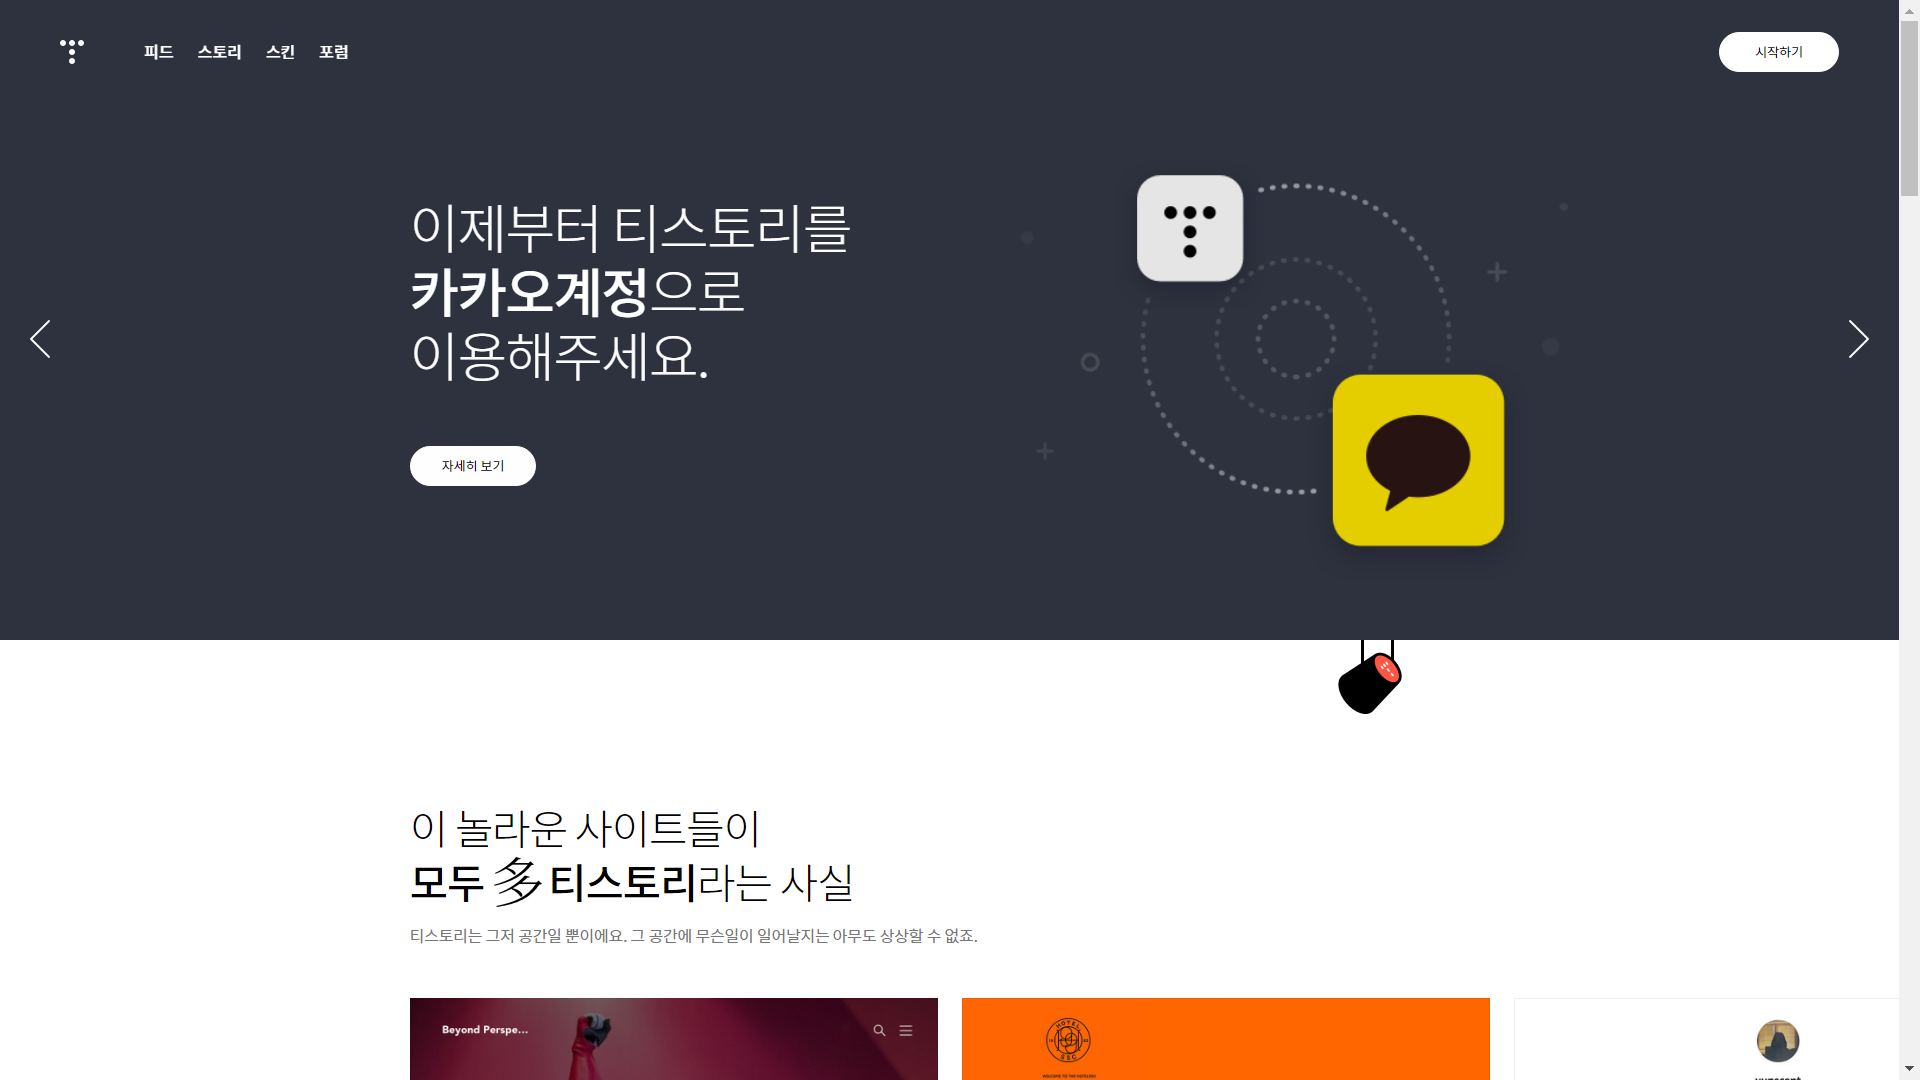 피드 스토리 스킨 포럼
시작하기
이제부터 티스토리를
카카오계정으로
이용해주세요.
자세히 보기
이 놀라운 사이트들이
모두 多 티스토리라는 사실
티스토리는 그저 공간일 뿐이에요. 그 공간에 무슨일이 일어날지는 아무도 상상할 수 없죠.
Beyond Perspe...
HOTEL
WELCOME TO THE HOTELSSC